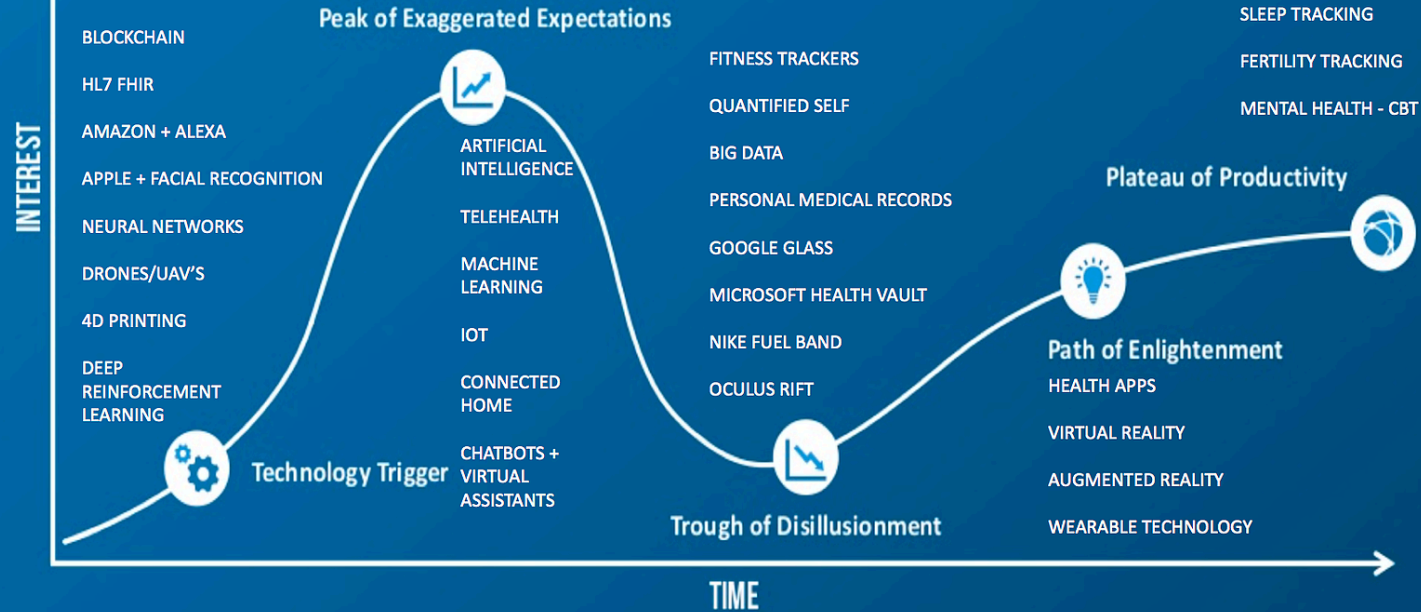 Peak of Exaggerated Expectations
BLOCKCHAIN
HL7 FHIR
AMAZON + ALEXA
APPLE + FACIAL RECOGNITION
NEURAL NETWORKS
DRONES/UAV'S
4D PRINTING
DEEP
REINFORCEMENT
LEARNING
INTEREST
Technology Trigger
ARTIFICIAL
INTELLIGENCE
TELEHEALTH
MACHINE
LEARNING
IOT
CONNECTED
HOME
CHATBOTS +
VIRTUAL
ASSISTANTS
FITNESS TRACKERS
QUANTIFIED SELF
BIG DATA
PERSONAL MEDICAL RECORDS
GOOGLE GLASS
MICROSOFT HEALTH VAULT
NIKE FUEL BAND
OCULUS RIFT
Trough of Disillusionment
Path of Enlightenment
HEALTH APPS
VIRTUAL REALITY
AUGMENTED REALITY
WEARABLE TECHNOLOGY
SLEEP TRACKING
FERTILITY TRACKING
MENTAL HEALTH - CBT
Plateau of Productivity
TIME